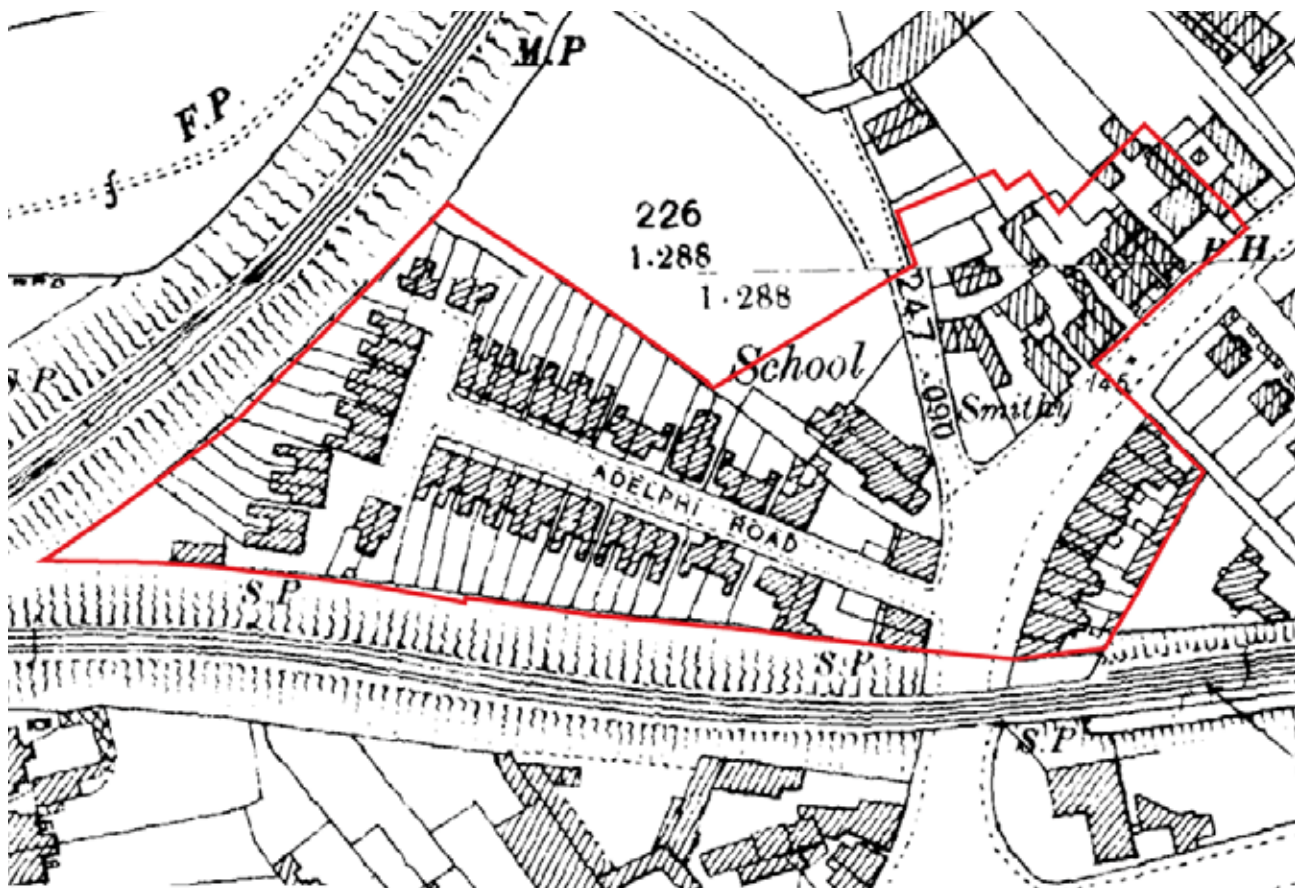 M.P
F.P.
226
1·288
1·288
P.H.
247
·090
School
Smithy
S.P
ADELPHI ROAD
S.P
S.P